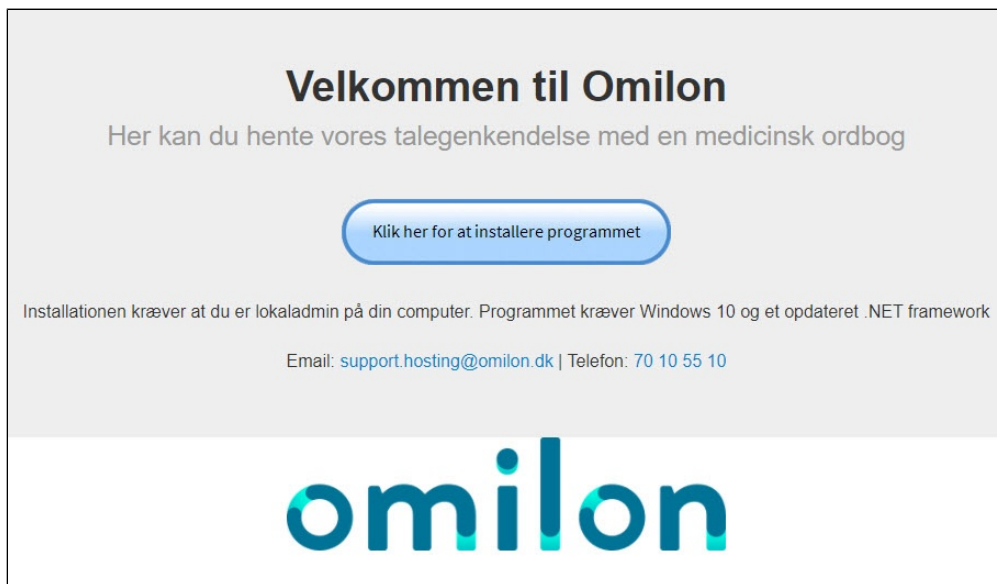 Velkommen til Omilon
Her kan du hente vores talegenkendelse med en medicinsk ordbog
Klik her for at installere programmet
Installationen kræver at du er lokaladmin på din computer. Programmet kræver Windows 10 og et opdateret .NET framework
Email: support.hosting@omilon.dk | Telefon: 70 10 55 10
omilon